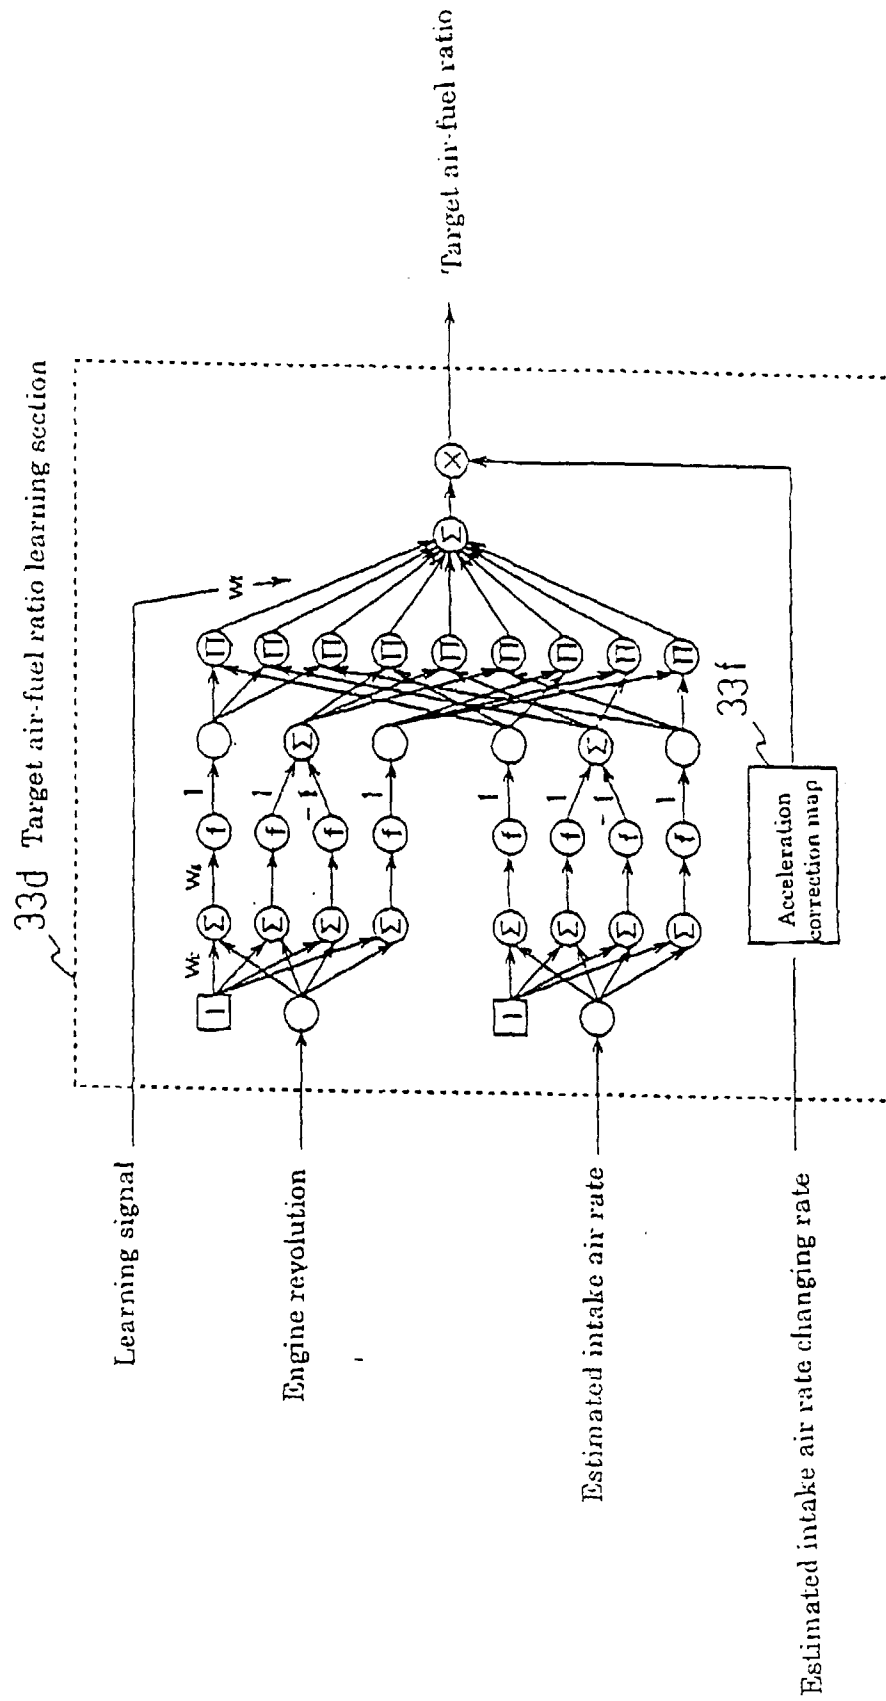 33d Target air-fuel ratio learning section
Learning signal
Wf
Engine revolution
1
Wc
Σ
Σ
Σ
Σ
Wg
f
f
f
f
1
1
-1
1
Σ
Estimated intake air rate
1
Σ
Σ
Σ
Σ
f
f
f
f
1
1
-1
1
Σ
Π
Π
Π
Π
Π
Π
Π
Π
Π
Σ
×
Target air-fuel ratio
Estimated intake air rate changing rate
33f
Acceleration
correction map